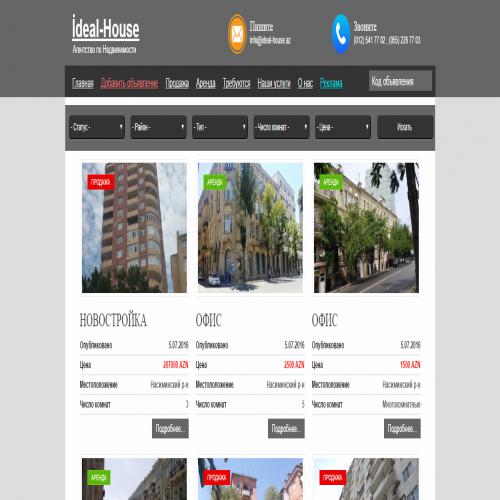 ideal-House
Агентство по Недвижимости
Пишите
info@ideal-house.az
Звоните
(012) 541 77 02 , (055) 226 77 03
Главная Добавить объявление Продажа Аренда Требуются Наши услуги О нас Реклама Код объявления
- Статус - - Район - - Тип - - Число комнат - - Цена - Искать
ПРОДАЖА АРЕНДА АРЕНДА
НОВОСТРОЙКА ОФИС ОФИС
Опубликовано 5.07.2016 Опубликовано 5.07.2016 Опубликовано 5.07.2016
Цена 207000 AZN Цена 2500 AZN Цена 1500 AZN
Местоположение Насиминский р-н Местоположение Насиминский р-н Местоположение Насиминский р-н
Число комнат 3 Число комнат 5 Число комнат Многокомнатные
Подробнее... Подробнее... Подробнее...
АРЕНДА ПРОДАЖА ПРОДАЖА